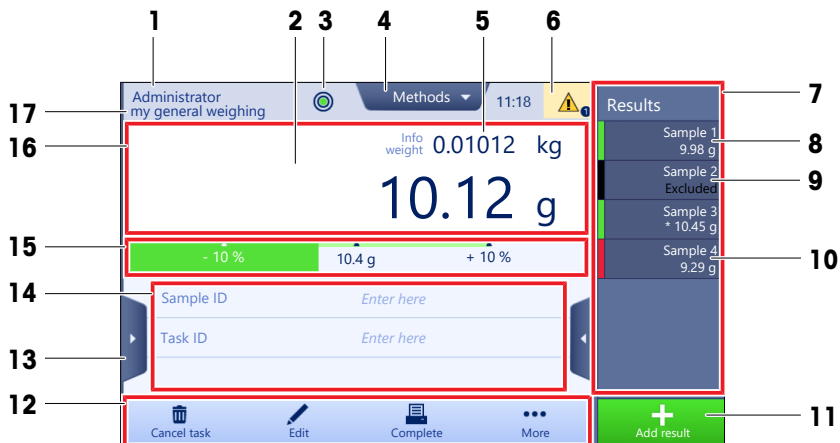 1
2
3
4
5
6
Administrator
my general weighing
Methods
11:18
1
Info
weight
0.01012 kg
10.12 g
- 10 %
10.4 g
+ 10 %
Sample ID
Enter here
Task ID
Enter here
Cancel task
Edit
Complete
More
Results
Sample 1
9.98 g
Sample 2
Excluded
Sample 3
* 10.45 g
Sample 4
9.29 g
Add result
7
8
9
10
11
12
13
14
15
16
17